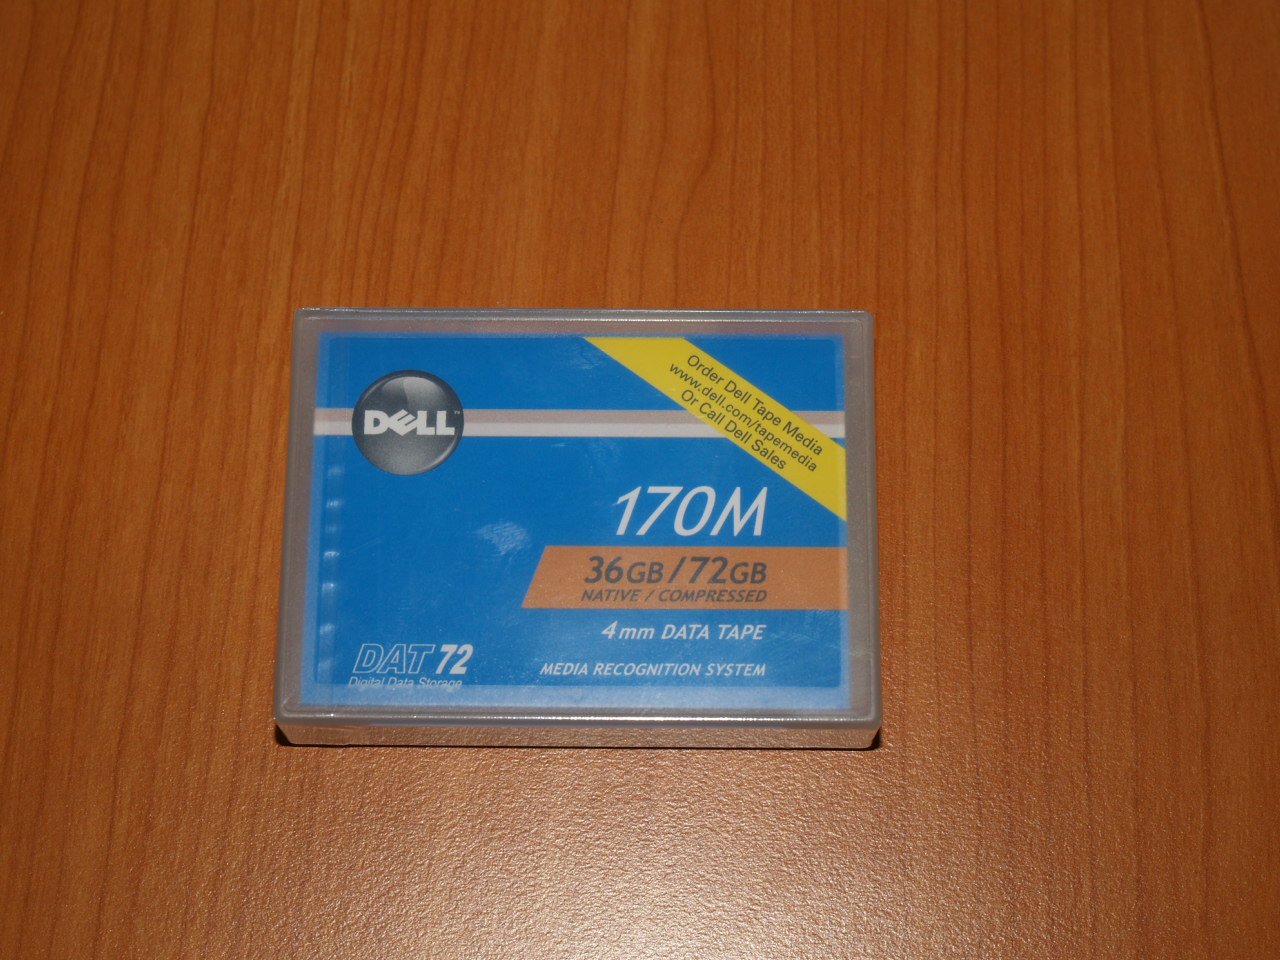 Order Dell Tape Media
www.dell.com/tapemedia
Or Call Dell Sales
DELL™
170M
36GB/72GB
NATIVE / COMPRESSED
4mm DATA TAPE
MEDIA RECOGNITION SYSTEM
DAT 72
Digital Data Storage